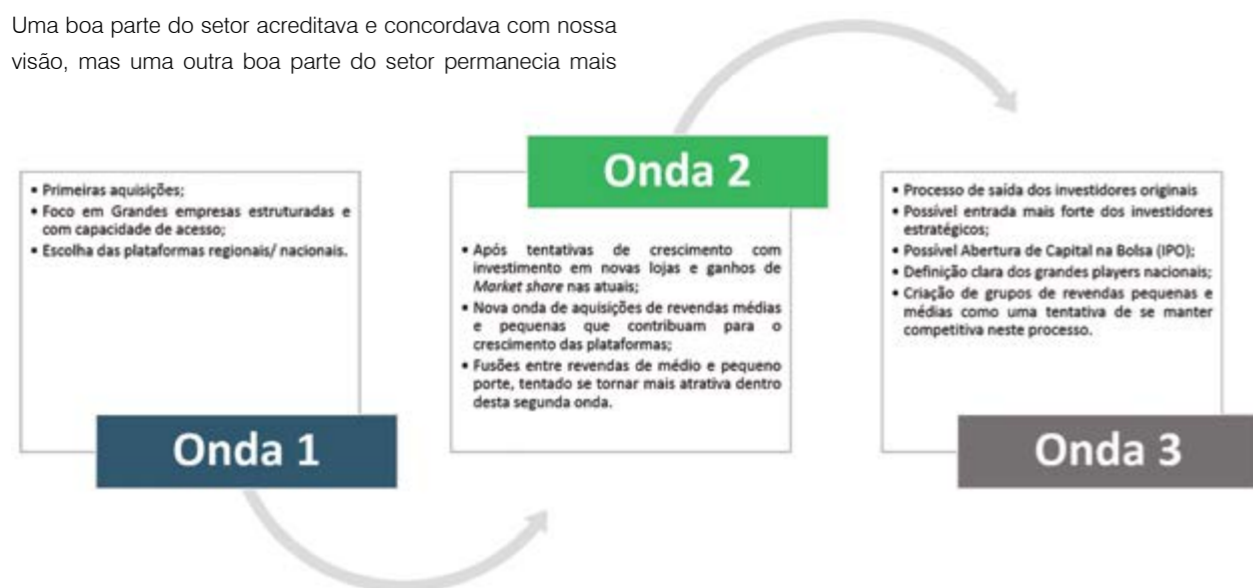 Uma boa parte do setor acreditava e concordava com nossa
visão, mas uma outra boa parte do setor permanecia mais
• Primeiras aquisições;
• Foco em Grandes empresas estruturadas e
com capacidade de acesso;
• Escolha das plataformas regionais/ nacionais.
Onda 1
Onda 2
• Após tentativas de crescimento com
investimento em novas lojas e ganhos de
Market share nas atuais;
• Nova onda de aquisições de revendas médias
e pequenas que contribuam para o
crescimento das plataformas;
• Fusões entre revendas de médio e pequeno
porte, tentado se tornar mais atrativa dentro
desta segunda onda.
• Processo de saída dos investidores originais
• Possível entrada mais forte dos investidores
estratégicos;
• Possível Abertura de Capital na Bolsa (IPO);
• Definição clara dos grandes players nacionais;
• Criação de grupos de revendas pequenas e
médias como uma tentativa de se manter
competitiva neste processo.
Onda 3